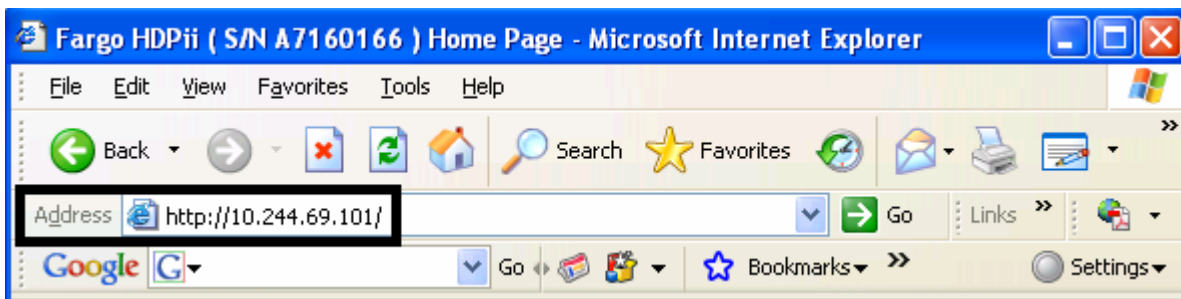 Fargo HDPii ( S/N A7160166 ) Home Page - Microsoft Internet Explorer
File Edit View Favorites Tools Help
Back Search Favorites »
Address http://10.244.69.101/ Go Links »
Google G Go Bookmarks » Settings